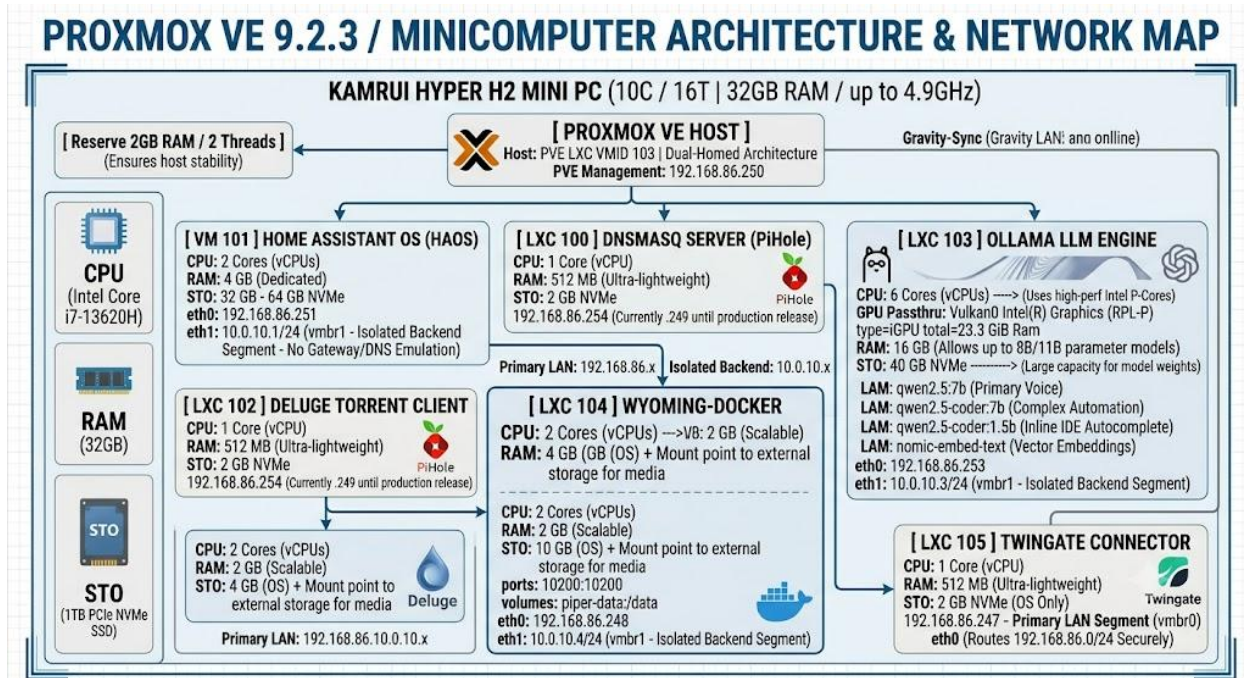 PROXMOX VE 9.2.3 / MINICOMPUTER ARCHITECTURE & NETWORK MAP
KAMRUI HYPER H2 MINI PC (10C / 16T | 32GB RAM / up to 4.9GHz)
[ Reserve 2GB RAM / 2 Threads ]
(Ensures host stability)
[ PROXMOX VE HOST ]
Host: PVE LXC VMID 103 | Dual-Homed Architecture
PVE Management: 192.168.86.250
Gravity-Sync (Gravity LAN: and onlline)
CPU
(Intel Core
i7-13620H)
RAM
(32GB)
STO
STO
(1TB PCIe NVMe
SSD)
[ VM 101 ] HOME ASSISTANT OS (HAOS)
CPU: 2 Cores (vCPUs)
RAM: 4 GB (Dedicated)
STO: 32 GB - 64 GB NVMe
eth0: 192.168.86.251
eth1: 10.0.10.1/24 (vmbr1 - Isolated Backend
Segment - No Gateway/DNS Emulation)
[ LXC 100 ] DNSMASQ SERVER (PiHole)
CPU: 1 Core (vCPU)
RAM: 512 MB (Ultra-lightweight)
STO: 2 GB NVMe
192.168.86.254 (Currently .249 until production release)
PiHole
[ LXC 103 ] OLLAMA LLM ENGINE
CPU: 6 Cores (vCPUs) -----> (Uses high-perf Intel P-Cores)
GPU Passthru: Vulkan0 Intel(R) Graphics (RPL-P)
type=iGPU total=23.3 GiB Ram
RAM: 16 GB (Allows up to 8B/11B parameter models)
STO: 40 GB NVMe ----------> (Large capacity for model weights)
LAM: qwen2.5:7b (Primary Voice)
LAM: qwen2.5-coder:7b (Complex Automation)
LAM: qwen2.5-coder:1.5b (Inline IDE Autocomplete)
LAM: nomic-embed-text (Vector Embeddings)
eth0: 192.168.86.253
eth1: 10.0.10.3/24 (vmbr1 - Isolated Backend Segment)
Primary LAN: 192.168.86.x
Isolated Backend: 10.0.10.x
[ LXC 102 ] DELUGE TORRENT CLIENT
CPU: 1 Core (vCPU)
RAM: 512 MB (Ultra-lightweight)
STO: 2 GB NVMe
192.168.86.254 (Currently .249 until production release)
PiHole
CPU: 2 Cores (vCPUs)
RAM: 2 GB (Scalable)
STO: 4 GB (OS) + Mount point to
external storage for media
Deluge
Primary LAN: 192.168.86.10.0.10.x
[ LXC 104 ] WYOMING-DOCKER
CPU: 2 Cores (vCPUs) --->V8: 2 GB (Scalable)
RAM: 4 GB (GB (OS) + Mount point to external
storage for media
CPU: 2 Cores (vCPUs)
RAM: 2 GB (Scalable)
STO: 10 GB (OS) + Mount point to external
storage for media
ports: 10200:10200
volumes: piper-data:/data
eth0: 192.168.86.248
eth1: 10.0.10.4/24 (vmbr1 - Isolated Backend Segment)
[ LXC 105 ] TWINGATE CONNECTOR
CPU: 1 Core (vCPU)
RAM: 512 MB (Ultra-lightweight)
STO: 2 GB NVMe (OS Only)
192.168.86.247 - Primary LAN Segment (vmbr0)
eth0 (Routes 192.168.86.0/24 Securely)
Twingate